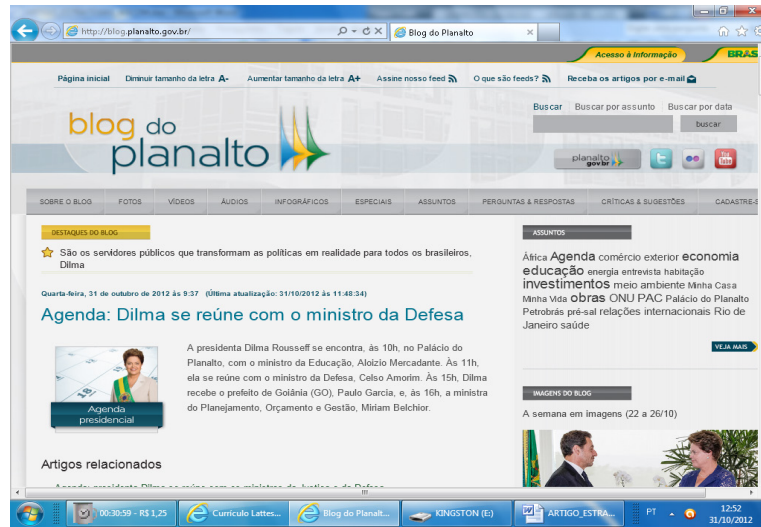 http://blog.planalto.gov.br/
Blog do Planalto
Acesso à Informação
BRAS
Página inicial Diminuir tamanho da letra A- Aumentar tamanho da letra A+ Assine nosso feed O que são feeds? Receba os artigos por e-mail
blog do
planalto
Buscar Buscar por assunto Buscar por data
buscar
planalto
gov br
You
Tube
SOBRE O BLOG FOTOS VÍDEOS ÁUDIOS INFOGRÁFICOS ESPECIAIS ASSUNTOS PERGUNTAS & RESPOSTAS CRÍTICAS & SUGESTÕES CADASTRE-S
DESTAQUES DO BLOG
São os servidores públicos que transformam as políticas em realidade para todos os brasileiros,
Dilma
Quarta-feira, 31 de outubro de 2012 às 9:37 (Última atualização: 31/10/2012 às 11:48:34)
Agenda: Dilma se reúne com o ministro da Defesa
Agenda
presidencial
A presidenta Dilma Rousseff se encontra, às 10h, no Palácio do
Planalto, com o ministro da Educação, Aloizio Mercadante. Às 11h,
ela se reúne com o ministro da Defesa, Celso Amorim. Às 15h, Dilma
recebe o prefeito de Goiânia (GO), Paulo Garcia, e, às 16h, a ministra
do Planejamento, Orçamento e Gestão, Miriam Belchior.
Artigos relacionados
ASSUNTOS
África Agenda comércio exterior economia
educação energia entrevista habitação
investimentos meio ambiente Minha Casa
Minha Vida obras ONU PAC Palácio do Planalto
Petrobrás pré-sal relações internacionais Rio de
Janeiro saúde
VEJA MAIS
IMAGENS DO BLOG
A semana em imagens (22 a 26/10)
00:30:59 - R$ 1,25
Currículo Lattes...
Blog do Planalt...
KINGSTON (E:)
ARTIGO_ESTRA...
PT
12:52
31/10/2012